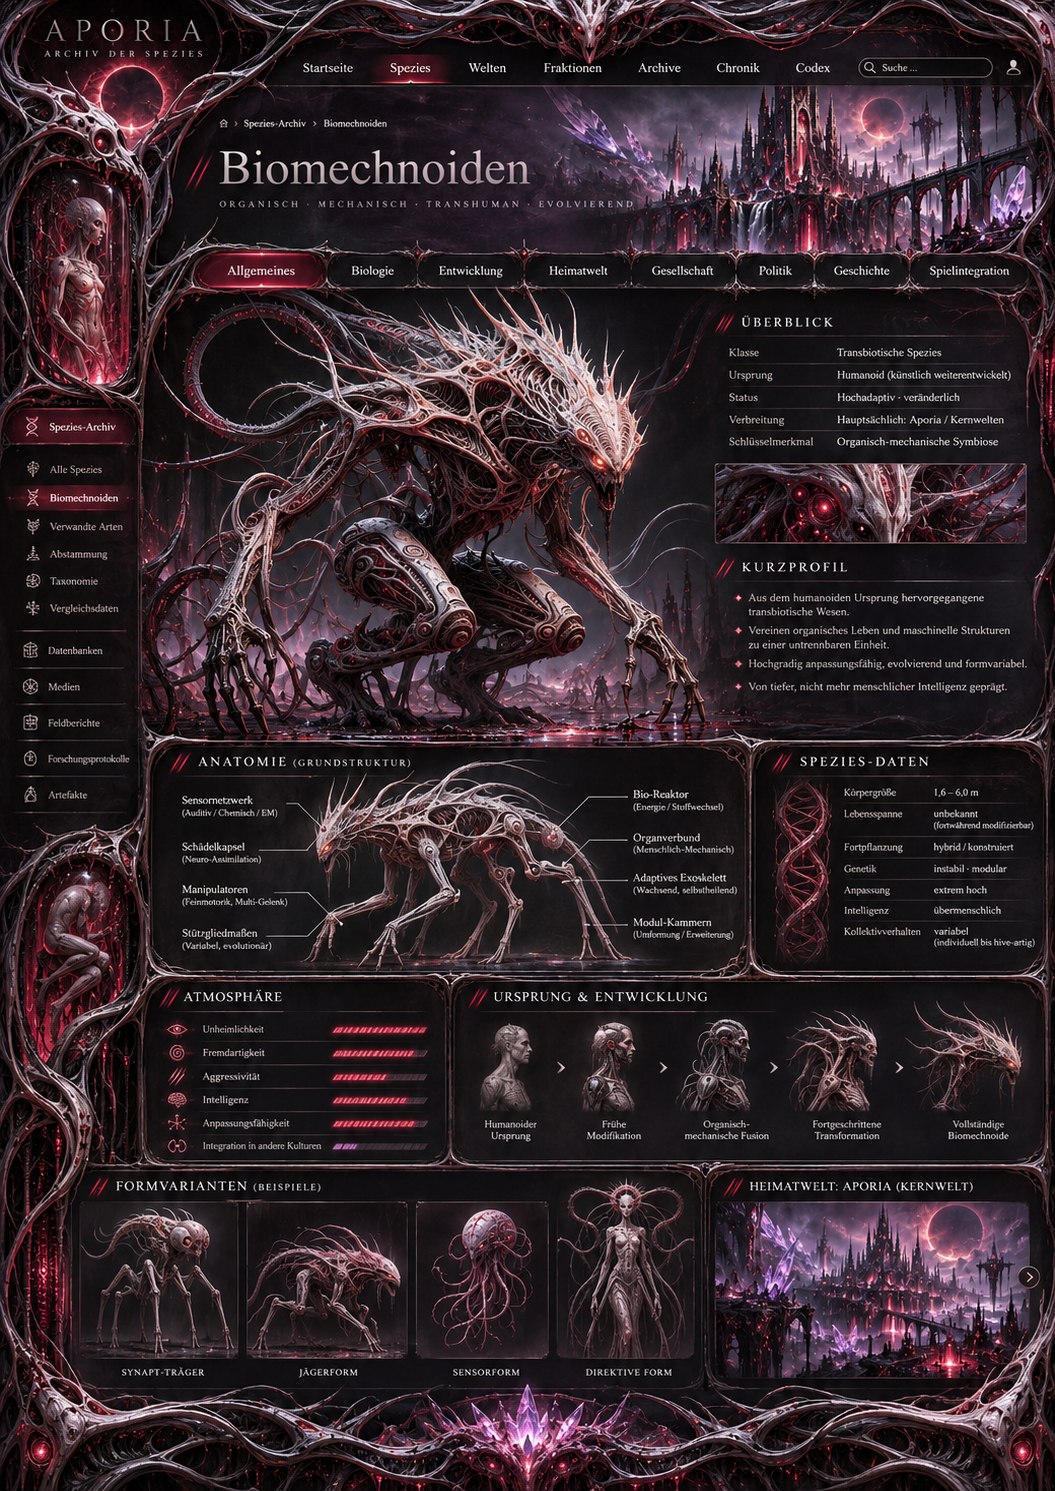 APORIA
ARCHIV DER SPEZIES
Startseite
Spezies
Welten
Fraktionen
Archive
Chronik
Codex
Suche ...
Spezies-Archiv
Biomechnoiden
Biomechnoiden
ORGANISCH · MECHANISCH · TRANSHUMAN · EVOLVIEREND
Allgemeines
Biologie
Entwicklung
Heimatwelt
Gesellschaft
Politik
Geschichte
Spielintegration
Spezies-Archiv
Alle Spezies
Biomechnoiden
Verwandte Arten
Abstammung
Taxonomie
Vergleichsdaten
Datenbanken
Medien
Feldberichte
Forschungsprotokolle
Artefakte
ÜBERBLICK
Klasse Transbiotische Spezies
Ursprung Humanoid (künstlich weiterentwickelt)
Status Hochadaptiv - veränderlich
Verbreitung Hauptsächlich: Aporia / Kernwelten
Schlüsselmerkmal Organisch-mechanische Symbiose
KURZPROFIL
Aus dem humanoiden Ursprung hervorgegangene
transbiotische Wesen.
Vereinen organisches Leben und maschinelle Strukturen
zu einer untrennbaren Einheit.
Hochgradig anpassungsfähig, evolvierend und formvariabel.
Von tiefer, nicht mehr menschlicher Intelligenz geprägt.
ANATOMIE (GRUNDSTRUKTUR)
Sensornetzwerk
(Auditiv / Chemisch / EM)
Schädelkapsel
(Neuro-Assimilation)
Manipulatoren
(Feinmotorik, Multi-Gelenk)
Stützgliedmaßen
(Variabel, evolutionär)
Bio-Reaktor
(Energie / Stoffwechsel)
Organverbund
(Menschlich-Mechanisch)
Adaptives Exoskelett
(Wachsend, selbstheilend)
Modul-Kammern
(Umformung / Erweiterung)
SPEZIES-DATEN
Körpergröße 1,6 – 6,0 m
Lebensspanne unbekannt
(fortwährend modifizierbar)
Fortpflanzung hybrid / konstruiert
Genetik instabil - modular
Anpassung extrem hoch
Intelligenz übermenschlich
Kollektivverhalten variabel
(individuell bis hive-artig)
ATMOSPHÄRE
Unheimlichkeit
Fremdartigkeit
Aggressivität
Intelligenz
Anpassungsfähigkeit
Integration in andere Kulturen
URSPRUNG & ENTWICKLUNG
Humanoider
Ursprung
Frühe
Modifikation
Organisch-
mechanische Fusion
Fortgeschrittene
Transformation
Vollständige
Biomechnoide
FORMVARIANTEN (BEISPIELE)
SYNAPT-TRÄGER
JÄGERFORM
SENSORFORM
DIREKTIVE FORM
HEIMATWELT: APORIA (KERNWELT)